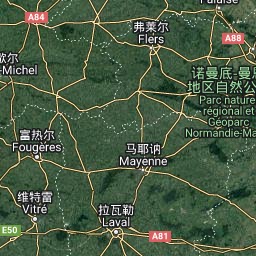 A84
Falaise
弗莱尔
Flers
A88
歇尔
-Michel
诺曼底-曼恩
地区自然公
Parc nature
régional et
Géoparc
Normandie-Ma
富热尔
Fougères
马耶讷
Mayenne
维特雷
Vitré
拉瓦勒
Laval
E50
A81